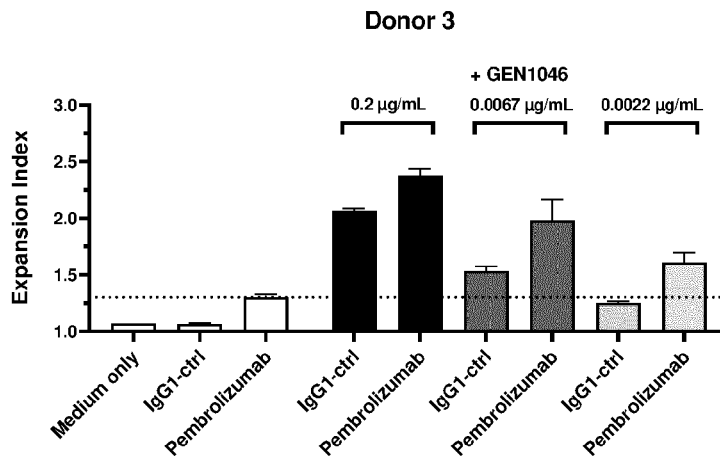 Donor 3
+ GEN1046
0.2 µg/mL 0.0067 µg/mL 0.0022 µg/mL
Expansion Index
3.0
2.5
2.0
1.5
1.0
Medium only
IgG1-ctrl
Pembrolizumab
IgG1-ctrl
Pembrolizumab
IgG1-ctrl
Pembrolizumab
IgG1-ctrl
Pembrolizumab